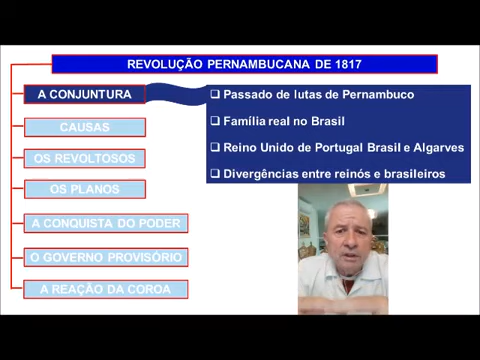 REVOLUÇÃO PERNAMBUCANA DE 1817
A CONJUNTURA
❑ Passado de lutas de Pernambuco
❑ Família real no Brasil
❑ Reino Unido de Portugal Brasil e Algarves
❑ Divergências entre reinós e brasileiros
CAUSAS
OS REVOLTOSOS
OS PLANOS
A CONQUISTA DO PODER
O GOVERNO PROVISÓRIO
A REAÇÃO DA COROA